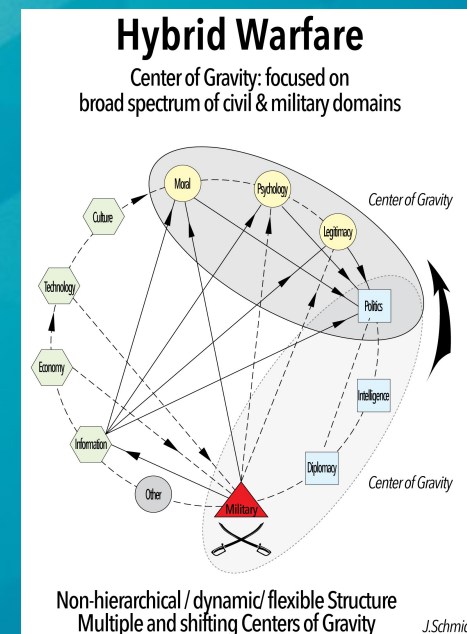 Hybrid Warfare
Center of Gravity: focused on
broad spectrum of civil & military domains
Moral
Psychology
Center of Gravity
Culture
Legitimacy
Technology
Politics
Economy
Intelligence
Information
Diplomacy
Center of Gravity
Other
Military
Non-hierarchical / dynamic/ flexible Structure
Multiple and shifting Centers of Gravity
J.Schmid